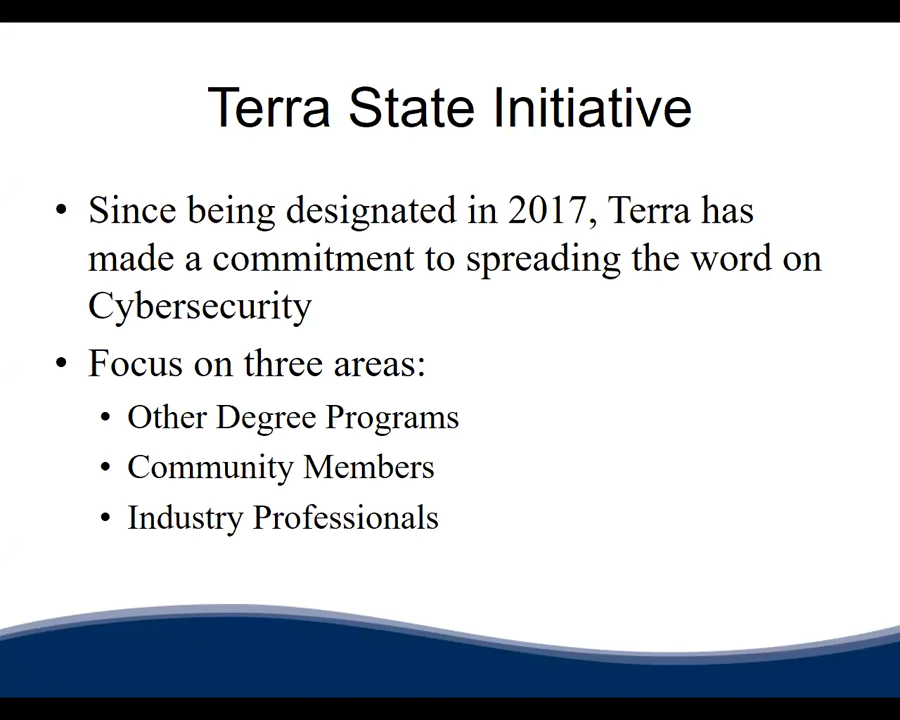 Terra State Initiative
• Since being designated in 2017, Terra has
made a commitment to spreading the word on
Cybersecurity
• Focus on three areas:
• Other Degree Programs
• Community Members
• Industry Professionals